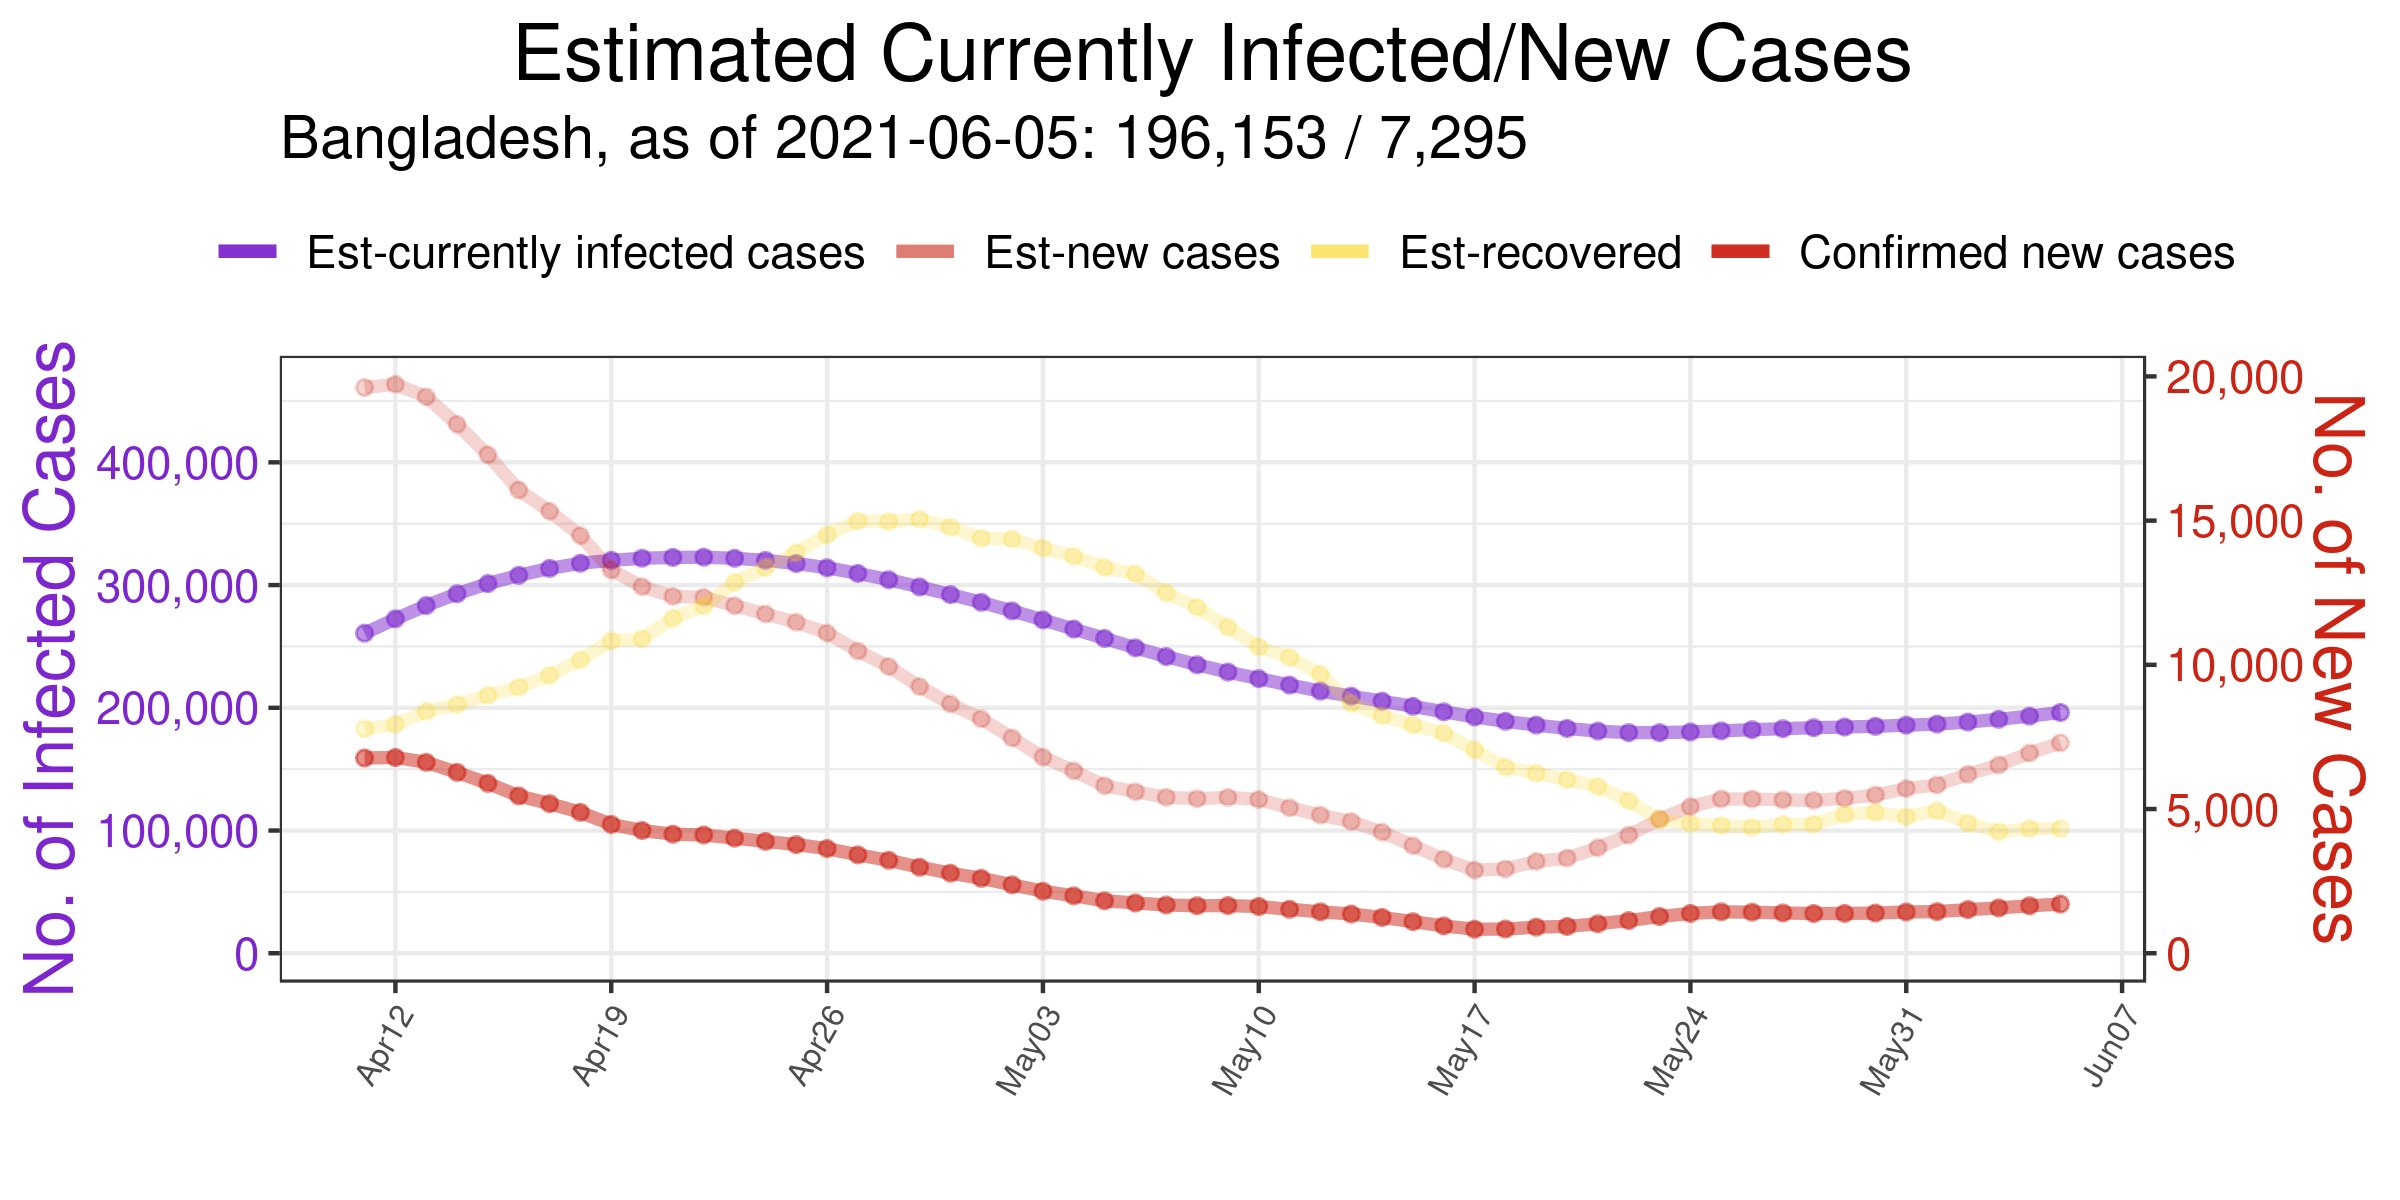 Estimated Currently Infected/New Cases
Bangladesh, as of 2021-06-05: 196,153 / 7,295
Est-currently infected cases Est-new cases Est-recovered Confirmed new cases
No. of Infected Cases
400,000
300,000
200,000
100,000
0
20,000
15,000
10,000
5,000
0
No. of New Cases
Apr12 Apr19 Apr26 May03 May10 May17 May24 May31 Jun07